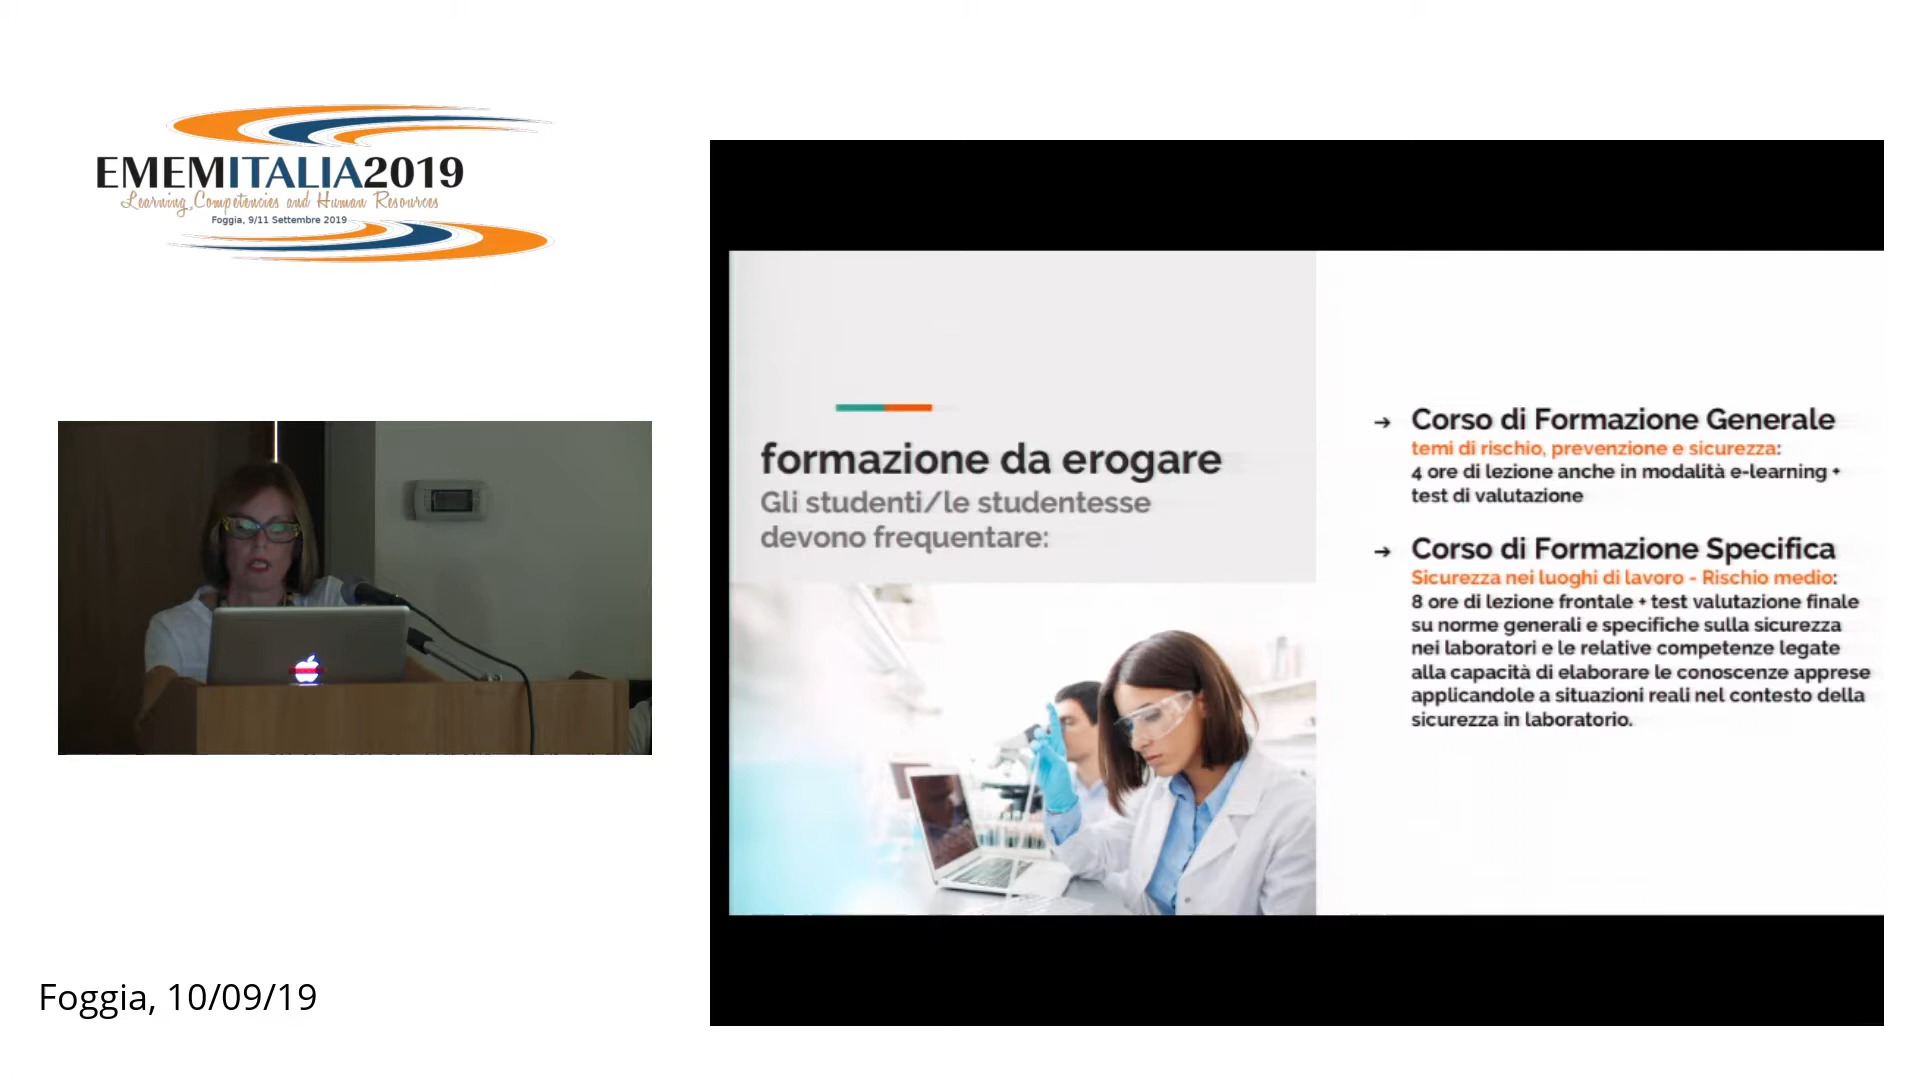 EMEMITALIA2019
Learning, Competencies and Human Resources
Foggia, 9/11 Settembre 2019
formazione da erogare
Gli studenti/le studentesse
devono frequentare:
→ Corso di Formazione Generale
temi di rischio, prevenzione e sicurezza:
4 ore di lezione anche in modalità e-learning +
test di valutazione
→ Corso di Formazione Specifica
Sicurezza nei luoghi di lavoro - Rischio medio:
8 ore di lezione frontale + test valutazione finale
su norme generali e specifiche sulla sicurezza
nei laboratori e le relative competenze legate
alla capacità di elaborare le conoscenze apprese
applicandole a situazioni reali nel contesto della
sicurezza in laboratorio.
Foggia, 10/09/19